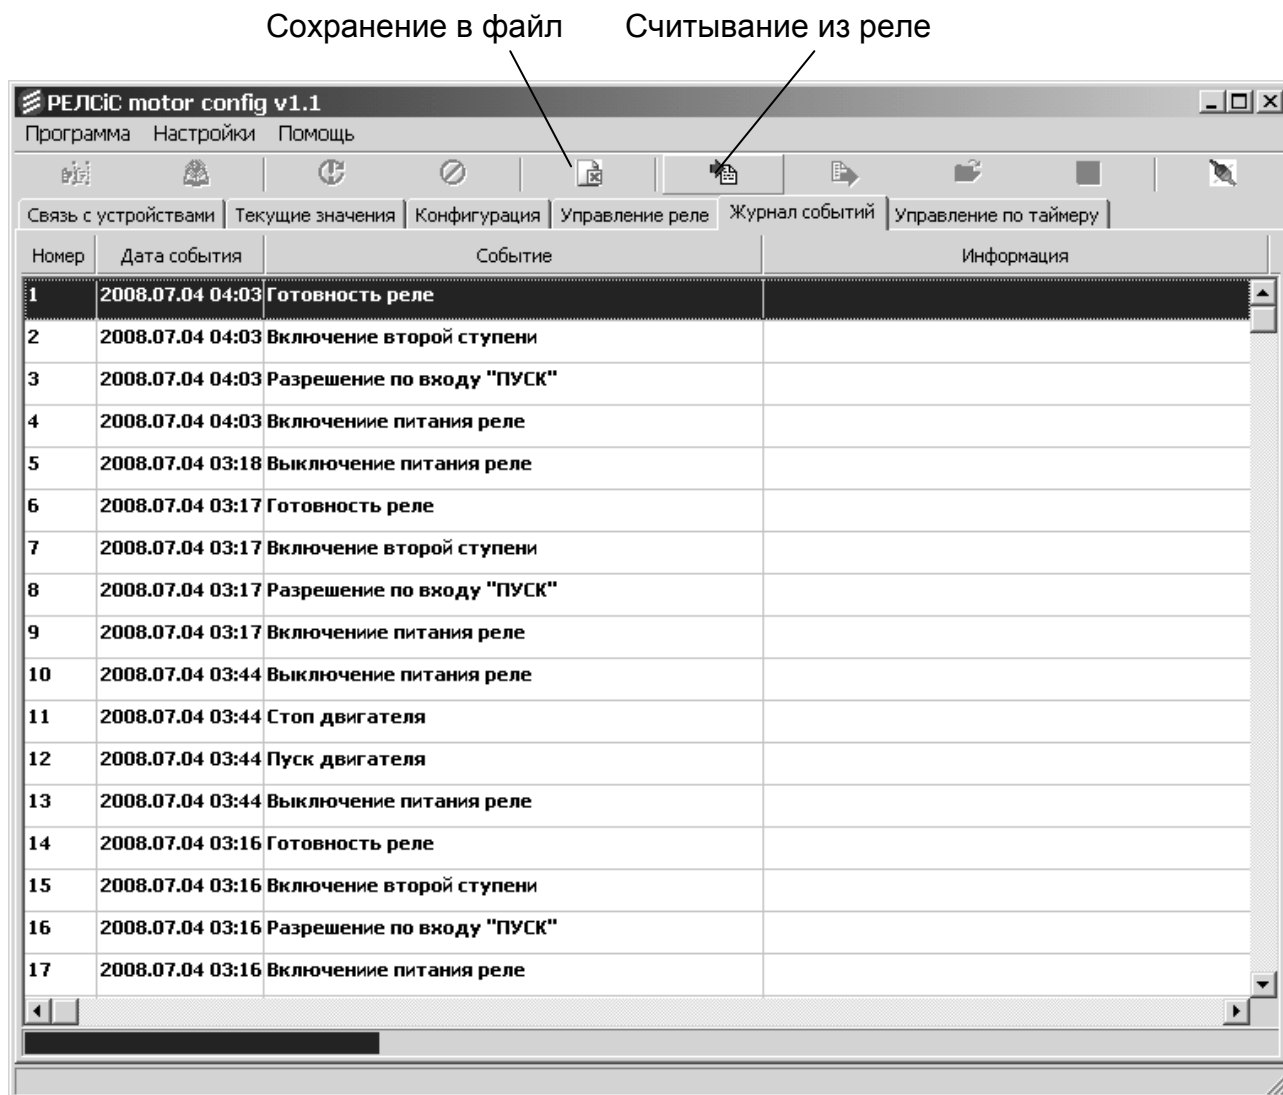 Сохранение в файл Считывание из реле
РЕЛСіС motor config v1.1
Программа Настройки Помощь
Связь с устройствами Текущие значения Конфигурация Управление реле Журнал событий Управление по таймеру
Номер Дата события Событие Информация
1 2008.07.04 04:03 Готовность реле
2 2008.07.04 04:03 Включение второй ступени
3 2008.07.04 04:03 Разрешение по входу "ПУСК"
4 2008.07.04 04:03 Включениие питания реле
5 2008.07.04 03:18 Выключение питания реле
6 2008.07.04 03:17 Готовность реле
7 2008.07.04 03:17 Включение второй ступени
8 2008.07.04 03:17 Разрешение по входу "ПУСК"
9 2008.07.04 03:17 Включениие питания реле
10 2008.07.04 03:44 Выключение питания реле
11 2008.07.04 03:44 Стоп двигателя
12 2008.07.04 03:44 Пуск двигателя
13 2008.07.04 03:44 Выключение питания реле
14 2008.07.04 03:16 Готовность реле
15 2008.07.04 03:16 Включение второй ступени
16 2008.07.04 03:16 Разрешение по входу "ПУСК"
17 2008.07.04 03:16 Включениие питания реле